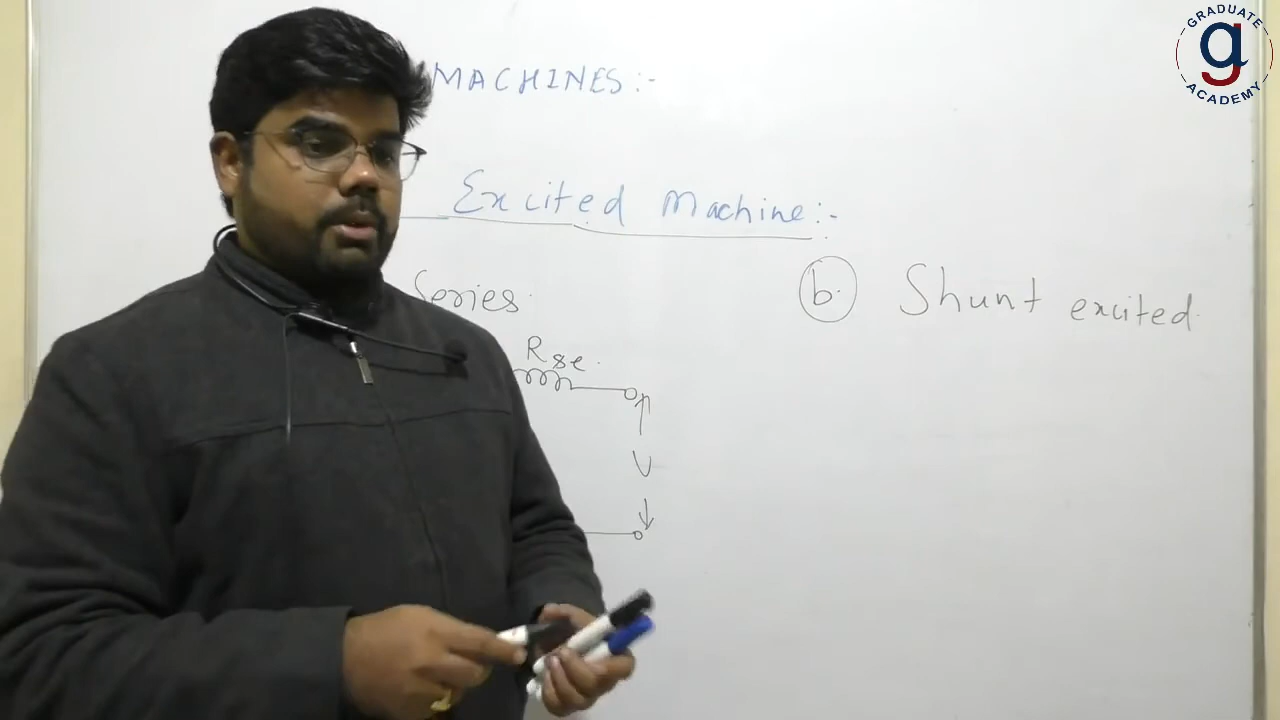 GRADUATE
a
g
ACADEMY
MACHINES:-
Excited Machine:-
Series.
b. Shunt excited.
Rse.
V